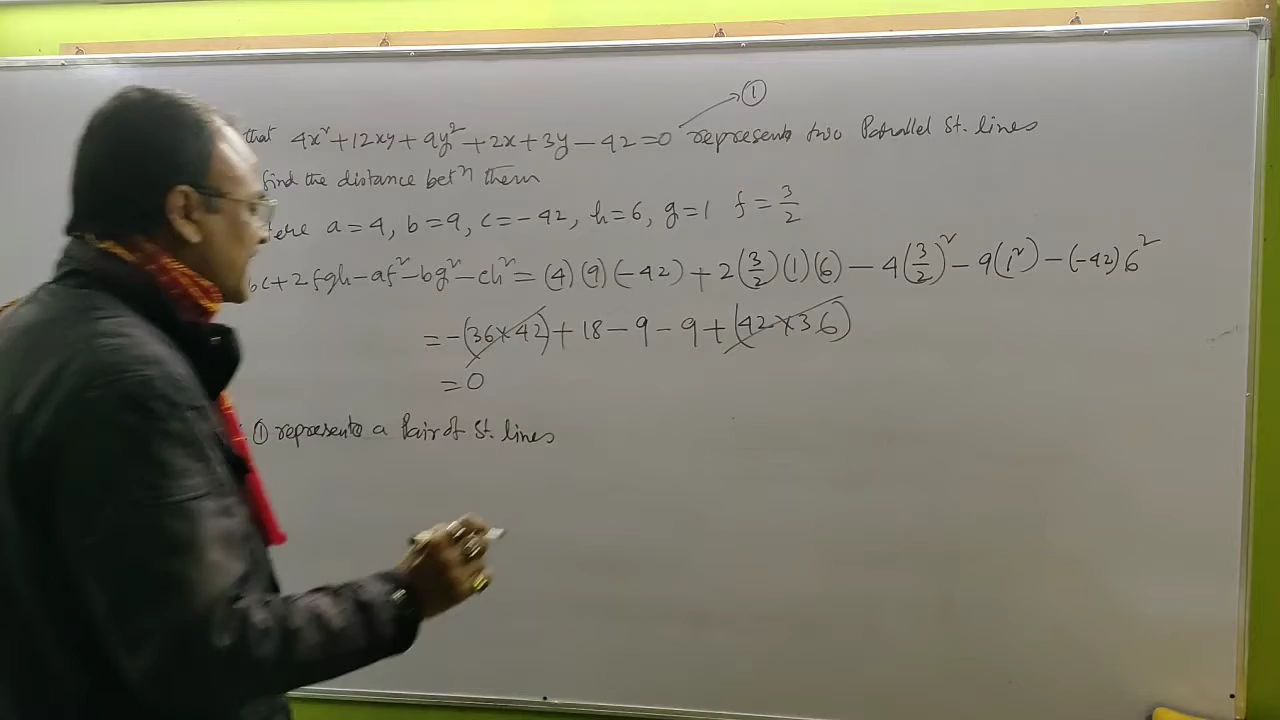 ①
that 4x² + 12xy + 9y² + 2x + 3y − 42 = 0 represents two Parallel St. lines
find the distance betⁿ them
ere a = 4, b = 9, c = −42, h = 6, g = 1 f = 3/2
bc + 2fgh − af² − bg² − ch² = (4)(9)(−42) + 2(3/2)(1)(6) − 4(3/2)² − 9(1²) − (−42)6²
= −(36×42) + 18 − 9 − 9 + (42×36)
= 0
① represents a Pair of St. lines